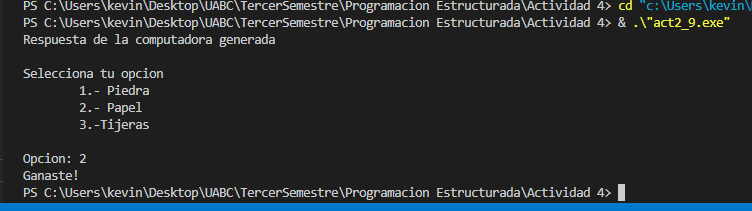 PS C:\Users\kevin\Desktop\UABC\TercerSemestre\Programacion Estructurada\Actividad 4> cd "c:\Users\kevin\
PS C:\Users\kevin\Desktop\UABC\TercerSemestre\Programacion Estructurada\Actividad 4> & .\"act2_9.exe"
Respuesta de la computadora generada
Selecciona tu opcion
1.- Piedra
2.- Papel
3.-Tijeras
Opcion: 2
Ganaste!
PS C:\Users\kevin\Desktop\UABC\TercerSemestre\Programacion Estructurada\Actividad 4>